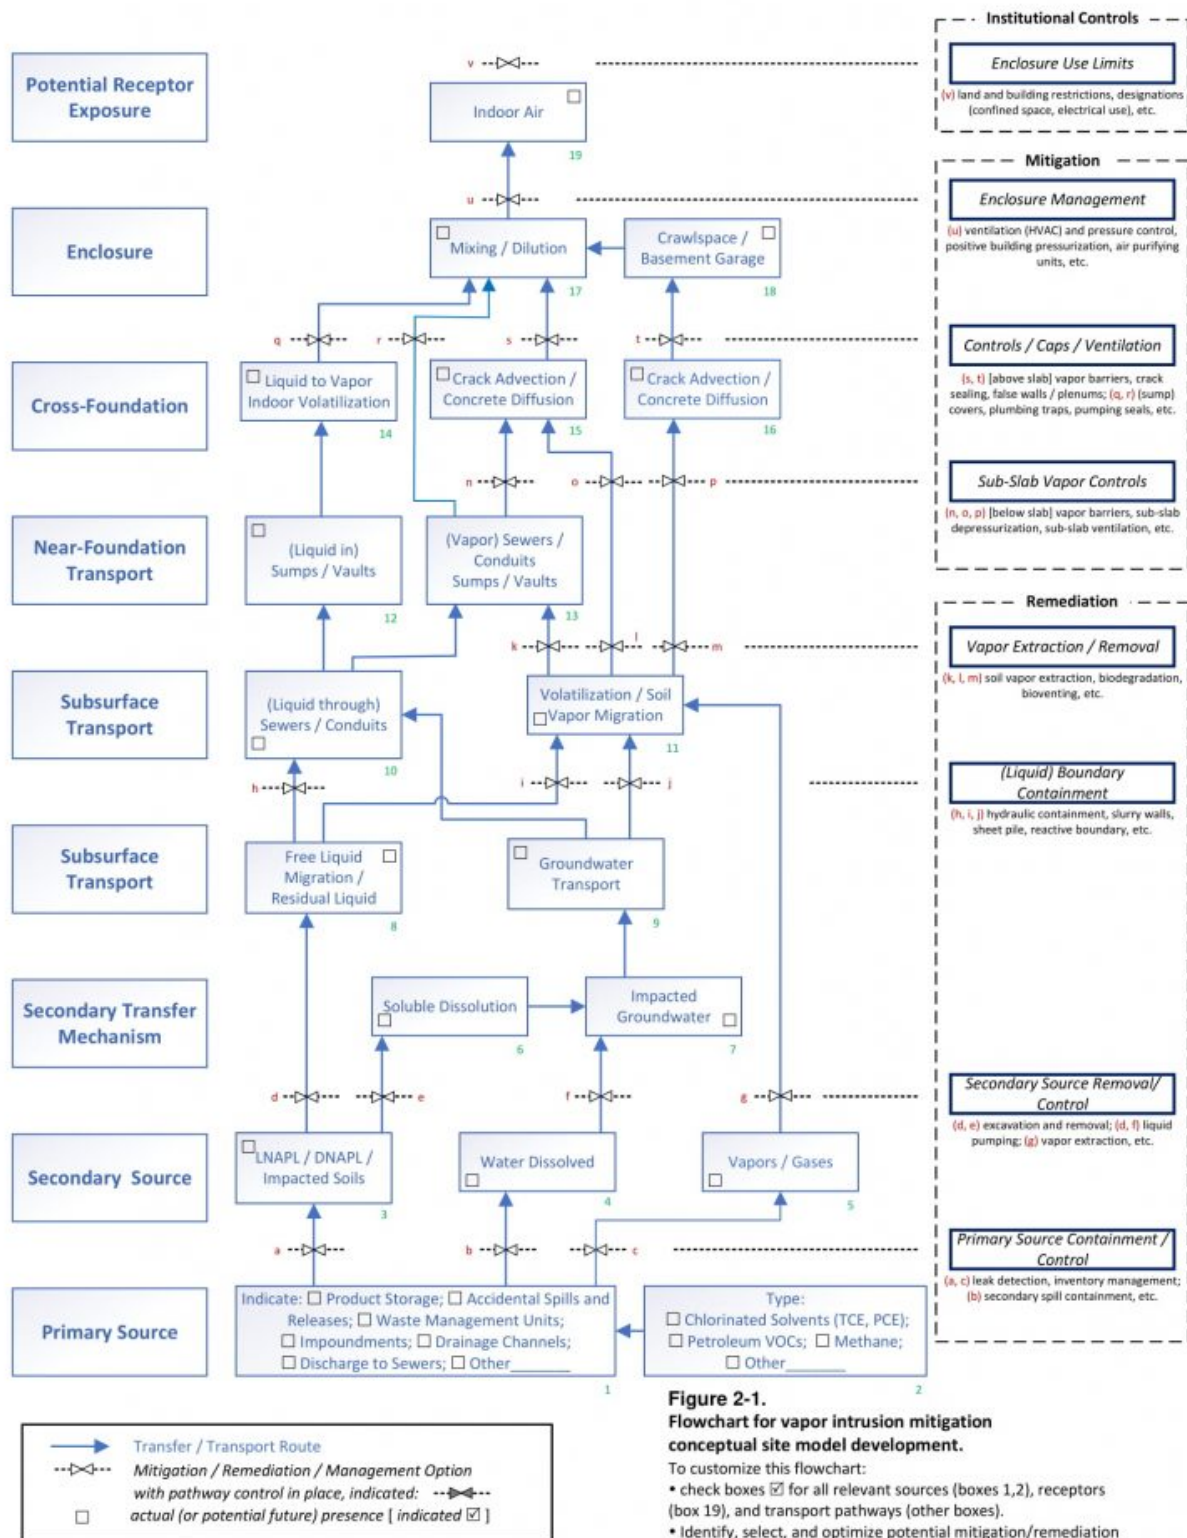 Institutional Controls
Potential Receptor
Exposure
v
Indoor Air
19
Enclosure Use Limits
(v) land and building restrictions, designations
(confined space, electrical use), etc.
Mitigation
Enclosure
u
Mixing / Dilution
17
Crawlspace /
Basement Garage
18
Enclosure Management
(u) ventilation (HVAC) and pressure control,
positive building pressurization, air purifying
units, etc.
q
r
s
t
Cross-Foundation
Liquid to Vapor
Indoor Volatilization
14
Crack Advection /
Concrete Diffusion
15
Crack Advection /
Concrete Diffusion
16
Controls / Caps / Ventilation
(s, t) [above slab] vapor barriers, crack
sealing, false walls / plenums; (q, r) (sump)
covers, plumbing traps, pumping seals, etc.
n
o
p
Sub-Slab Vapor Controls
(n, o, p) [below slab] vapor barriers, sub-slab
depressurization, sub-slab ventilation, etc.
Near-Foundation
Transport
(Liquid in)
Sumps / Vaults
12
(Vapor) Sewers /
Conduits
Sumps / Vaults
13
Remediation
k
l
m
Vapor Extraction / Removal
(k, l, m) soil vapor extraction, biodegradation,
bioventing, etc.
Subsurface
Transport
(Liquid through)
Sewers / Conduits
10
Volatilization / Soil
Vapor Migration
11
h
i
j
(Liquid) Boundary
Containment
(h, i, j) hydraulic containment, slurry walls,
sheet pile, reactive boundary, etc.
Subsurface
Transport
Free Liquid
Migration /
Residual Liquid
8
Groundwater
Transport
9
Secondary Transfer
Mechanism
Soluble Dissolution
6
Impacted
Groundwater
7
d
e
f
g
Secondary Source Removal/
Control
(d, e) excavation and removal; (d, f) liquid
pumping; (g) vapor extraction, etc.
Secondary Source
LNAPL / DNAPL /
Impacted Soils
3
Water Dissolved
4
Vapors / Gases
5
a
b
c
Primary Source Containment /
Control
(a, c) leak detection, inventory management;
(b) secondary spill containment, etc.
Primary Source
Indicate: ☐ Product Storage; ☐ Accidental Spills and
Releases; ☐ Waste Management Units;
☐ Impoundments; ☐ Drainage Channels;
☐ Discharge to Sewers; ☐ Other_______
1
Type:
☐ Chlorinated Solvents (TCE, PCE);
☐ Petroleum VOCs; ☐ Methane;
☐ Other_______
2
Transfer / Transport Route
Mitigation / Remediation / Management Option
with pathway control in place, indicated:
actual (or potential future) presence [ indicated ☑ ]
Figure 2-1.
Flowchart for vapor intrusion mitigation
conceptual site model development.
To customize this flowchart:
• check boxes ☑ for all relevant sources (boxes 1,2), receptors
(box 19), and transport pathways (other boxes).
• Identify, select, and optimize potential mitigation/remediation